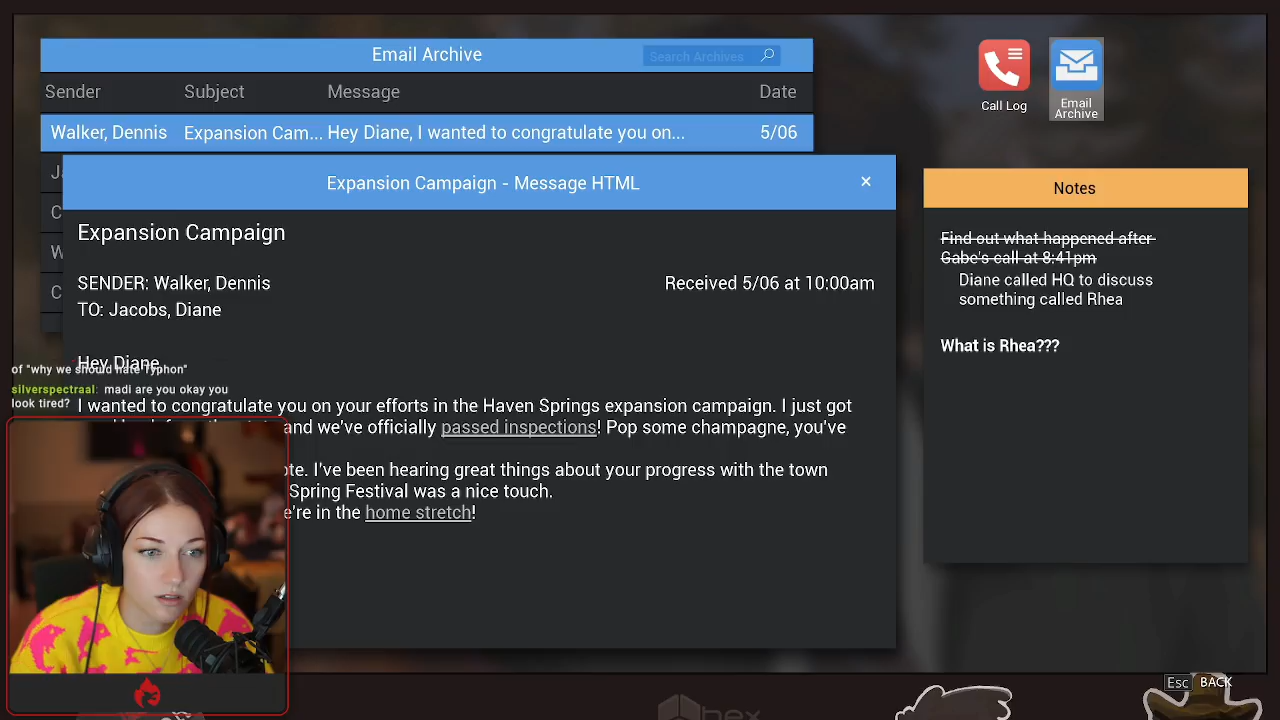 Email Archive
Search Archives
Call Log
Email
Archive
Sender Subject Message Date
Walker, Dennis Expansion Cam... Hey Diane, I wanted to congratulate you on... 5/06
Expansion Campaign - Message HTML
Expansion Campaign
SENDER: Walker, Dennis Received 5/06 at 10:00am
TO: Jacobs, Diane
Hey Diane,
I wanted to congratulate you on your efforts in the Haven Springs expansion campaign. I just got
and we've officially passed inspections! Pop some champagne, you've
I've been hearing great things about your progress with the town
Spring Festival was a nice touch.
in the home stretch!
Notes
Find out what happened after
Gabe's call at 8:41pm
Diane called HQ to discuss
something called Rhea
What is Rhea???
of "why we should hate Typhon"
silverspectraal: madi are you okay you
look tired?
Esc BACK